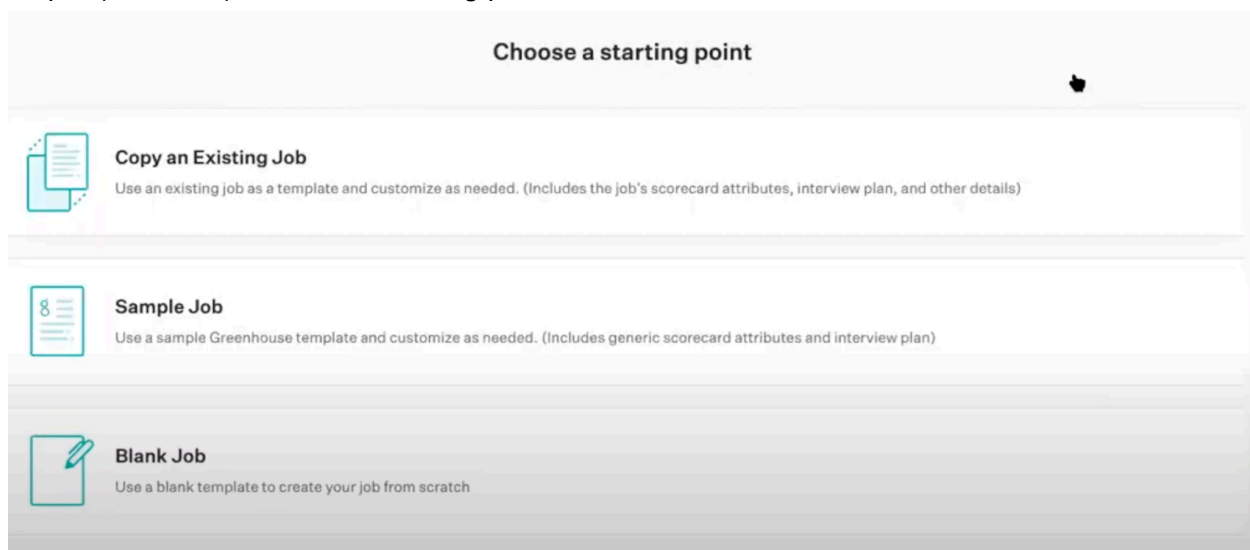 Choose a starting point
Copy an Existing Job
Use an existing job as a template and customize as needed. (Includes the job's scorecard attributes, interview plan, and other details)
8
Sample Job
Use a sample Greenhouse template and customize as needed. (Includes generic scorecard attributes and interview plan)
Blank Job
Use a blank template to create your job from scratch